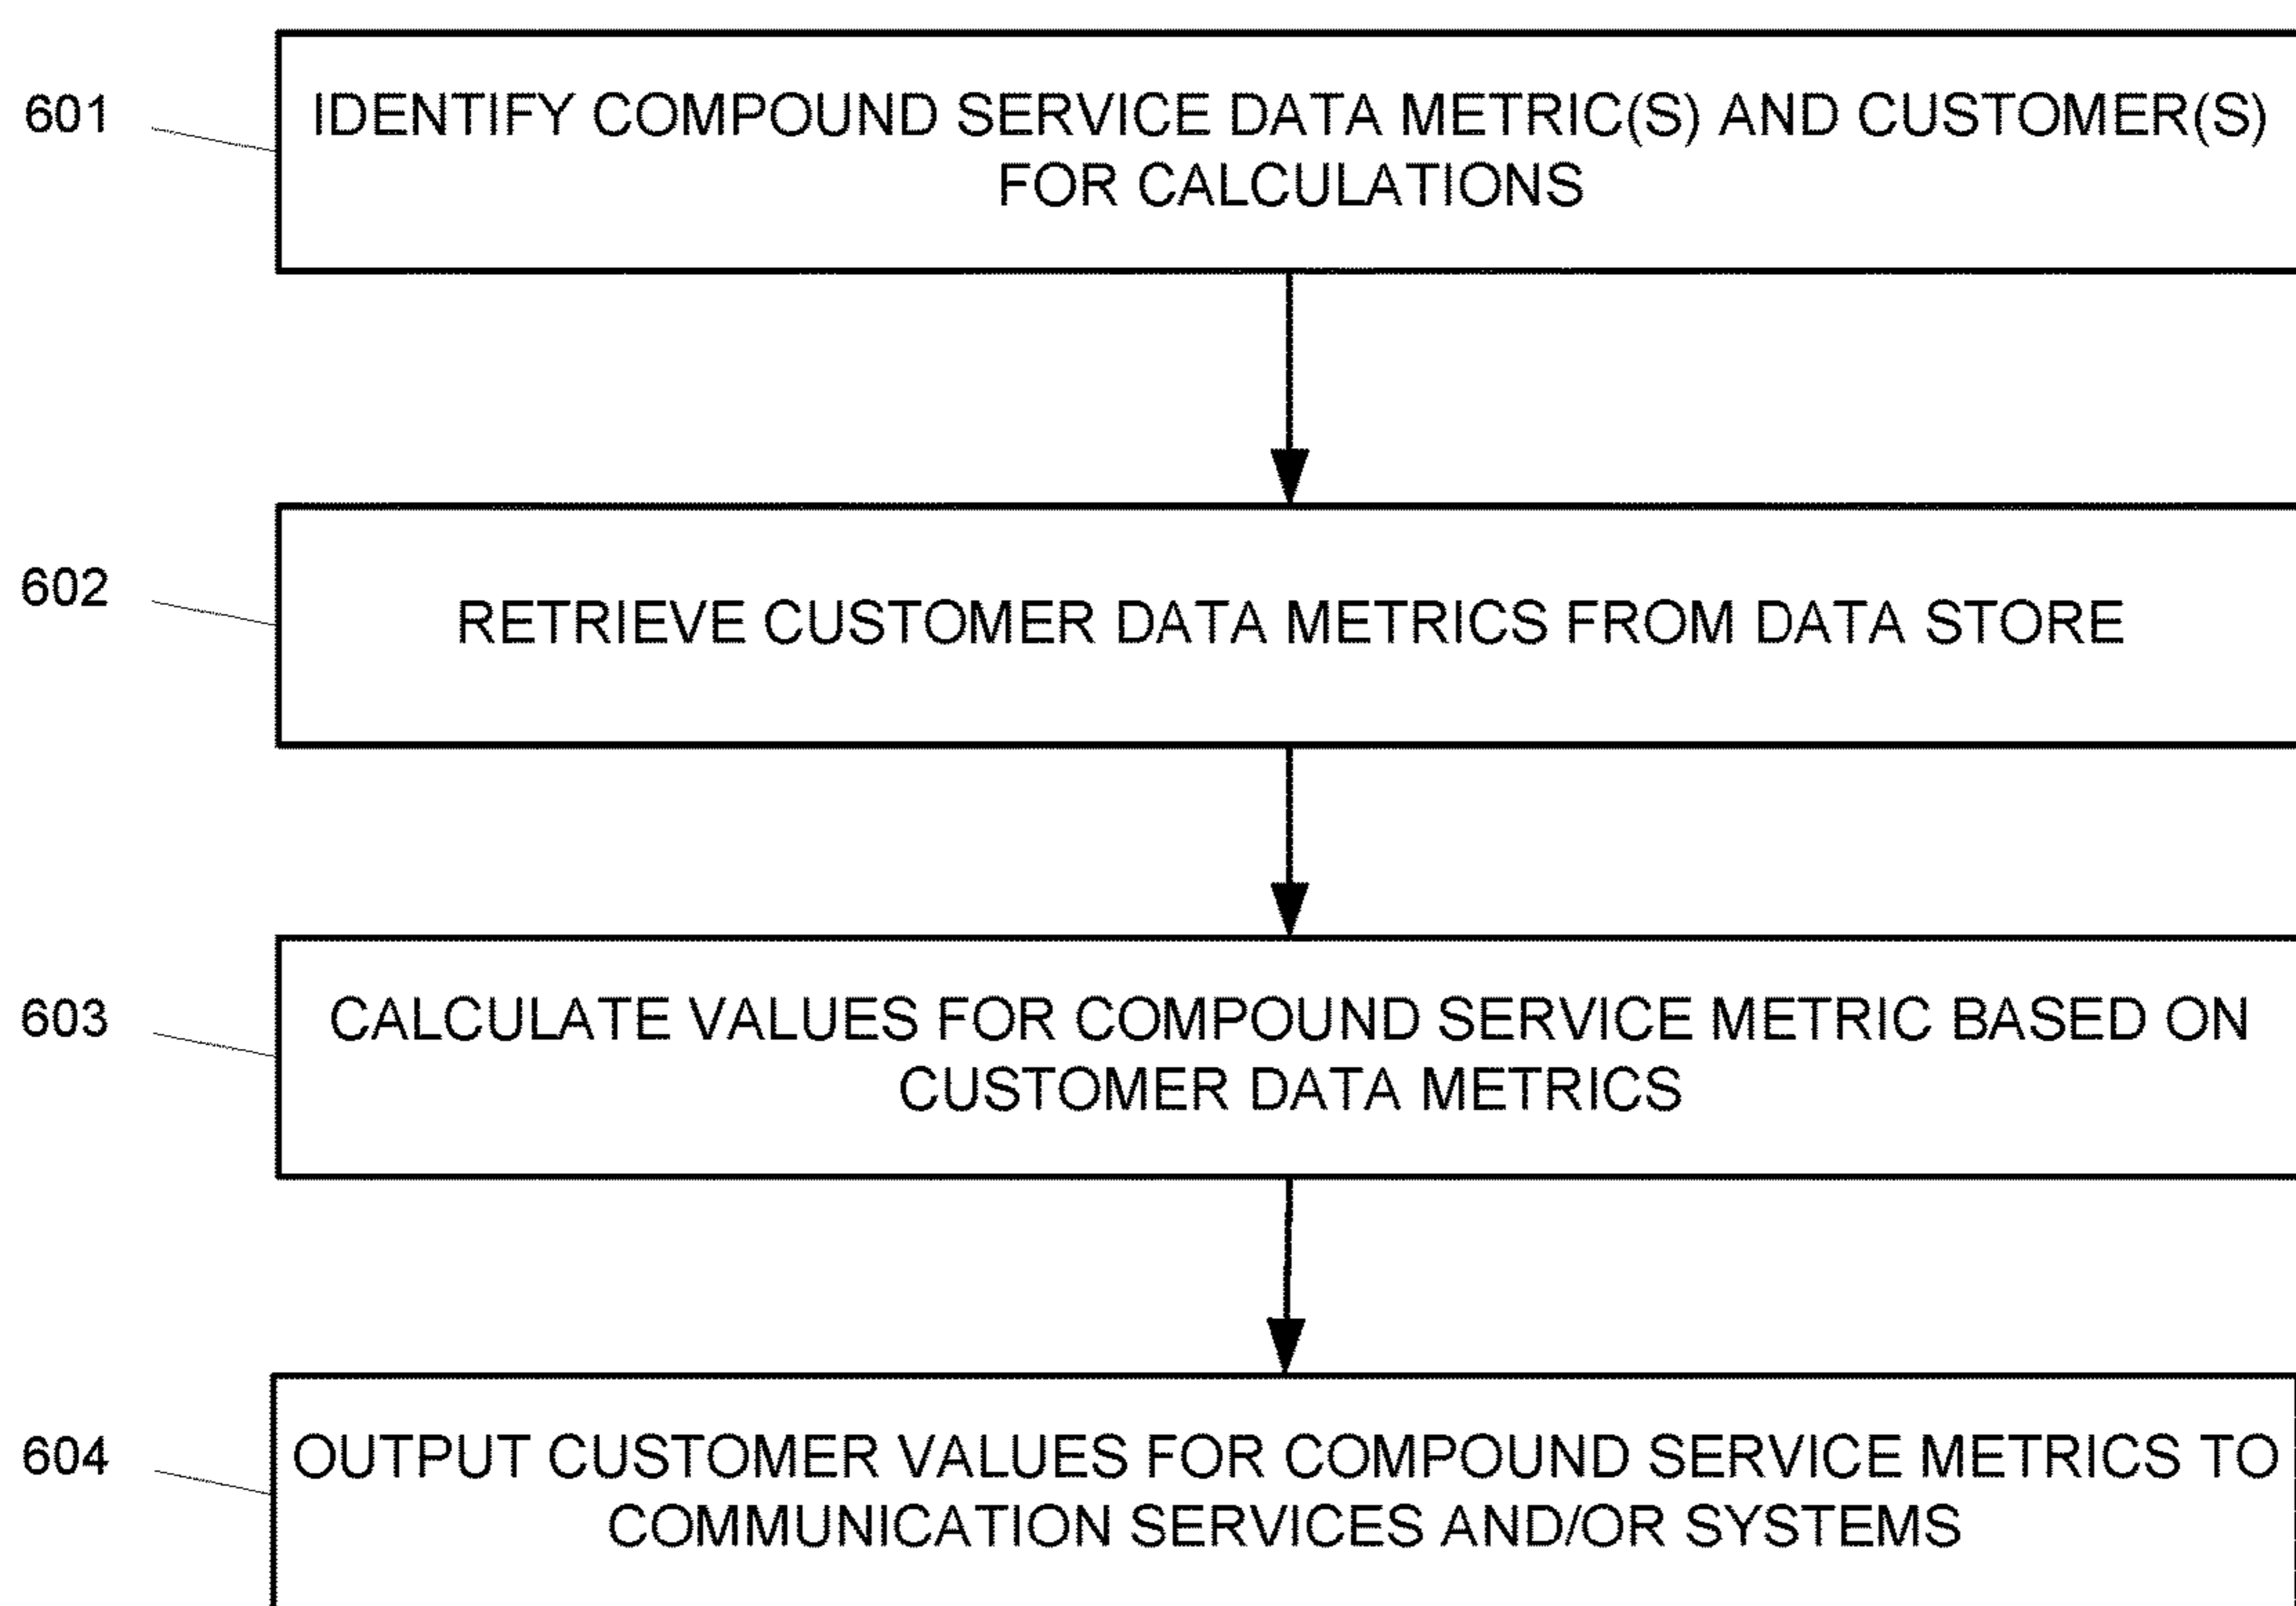 601
IDENTIFY COMPOUND SERVICE DATA METRIC(S) AND CUSTOMER(S)
FOR CALCULATIONS
602
RETRIEVE CUSTOMER DATA METRICS FROM DATA STORE
603
CALCULATE VALUES FOR COMPOUND SERVICE METRIC BASED ON
CUSTOMER DATA METRICS
604
OUTPUT CUSTOMER VALUES FOR COMPOUND SERVICE METRICS TO
COMMUNICATION SERVICES AND/OR SYSTEMS